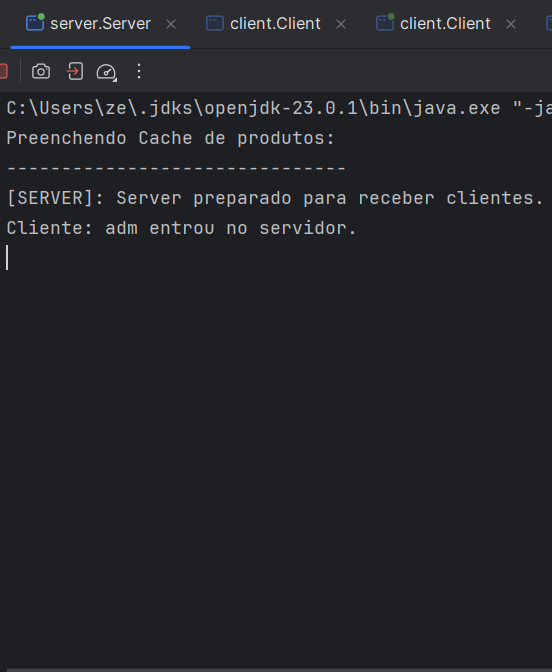 server.Server client.Client client.Client
C:\Users\ze\.jdks\openjdk-23.0.1\bin\java.exe
Preenchendo Cache de produtos:
-------------------------------
[SERVER]: Server preparado para receber clientes.
Cliente: adm entrou no servidor.